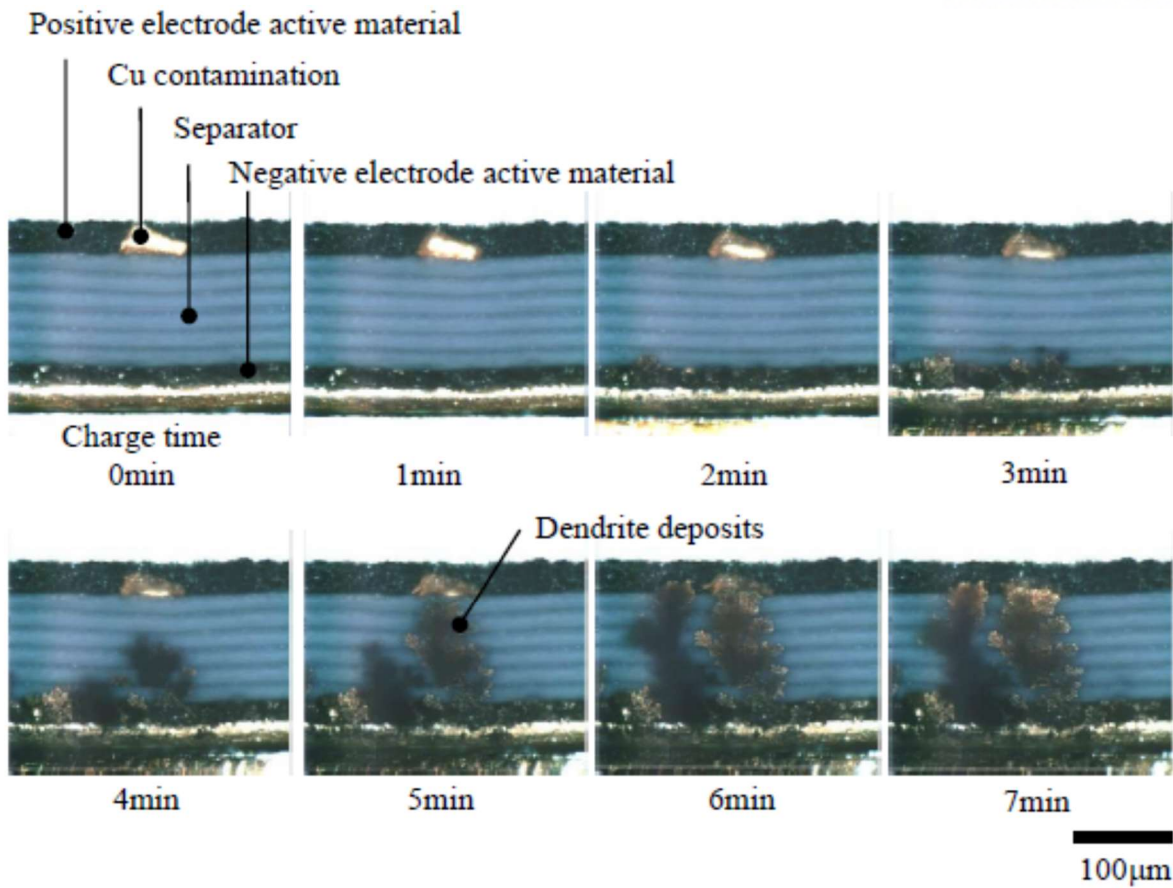 Positive electrode active material
Cu contamination
Separator
Negative electrode active material
Charge time
0min
1min
2min
3min
Dendrite deposits
4min
5min
6min
7min
100μm